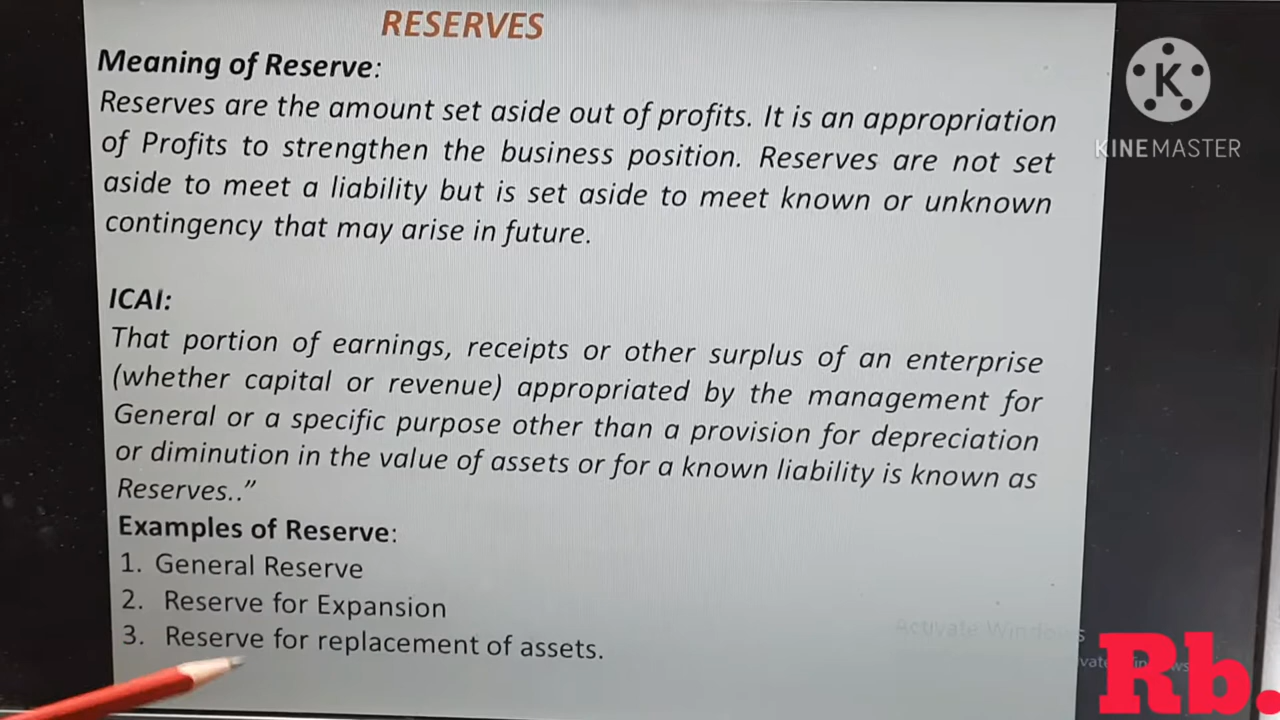 RESERVES
Meaning of Reserve:
Reserves are the amount set aside out of profits. It is an appropriation
of Profits to strengthen the business position. Reserves are not set
aside to meet a liability but is set aside to meet known or unknown
contingency that may arise in future.
ICAI:
That portion of earnings, receipts or other surplus of an enterprise
(whether capital or revenue) appropriated by the management for
General or a specific purpose other than a provision for depreciation
or diminution in the value of assets or for a known liability is known as
Reserves..”
Examples of Reserve:
1. General Reserve
2. Reserve for Expansion
3. Reserve for replacement of assets.
K
KINEMASTER
Activate Windows
Rb.